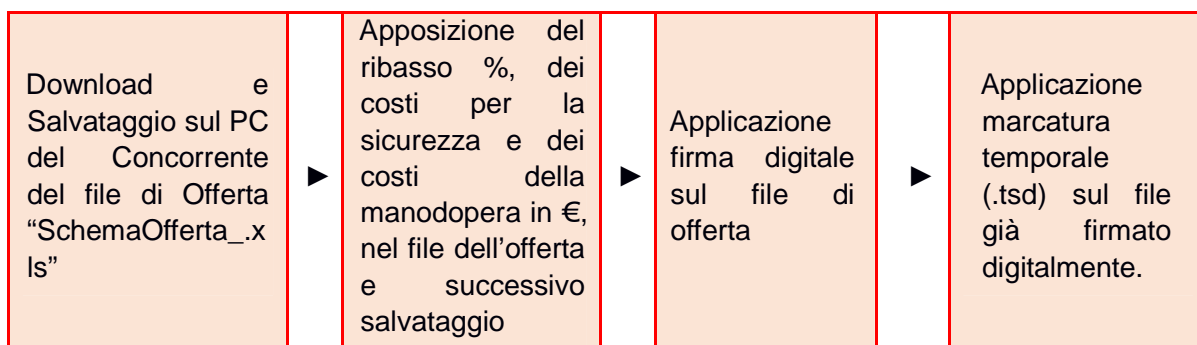 Download e
Salvataggio sul PC
del Concorrente
del file di Offerta
“SchemaOfferta_.x
ls”
►
Apposizione del
ribasso %, dei
costi per la
sicurezza e dei
costi della
manodopera in €,
nel file dell’offerta
e successivo
salvataggio
►
Applicazione
firma digitale
sul file di
offerta
►
Applicazione
marcatura
temporale
(.tsd) sul file
già firmato
digitalmente.